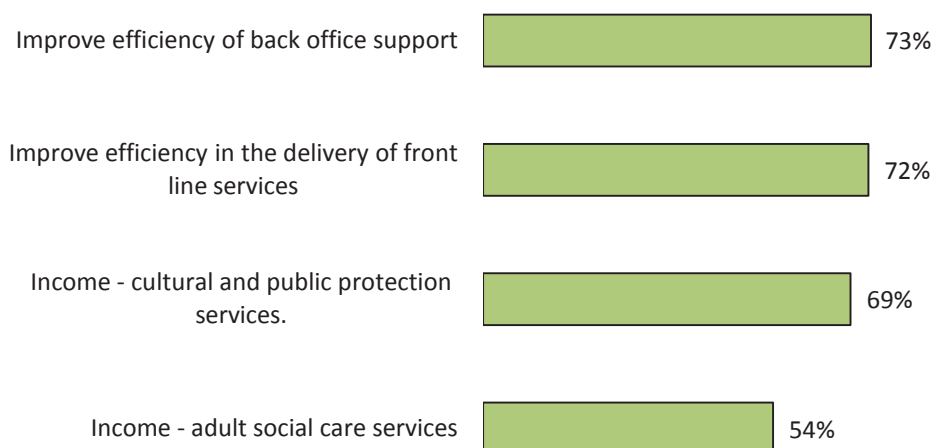 Improve efficiency of back office support 73%
Improve efficiency in the delivery of front
line services 72%
Income - cultural and public protection
services. 69%
Income - adult social care services 54%